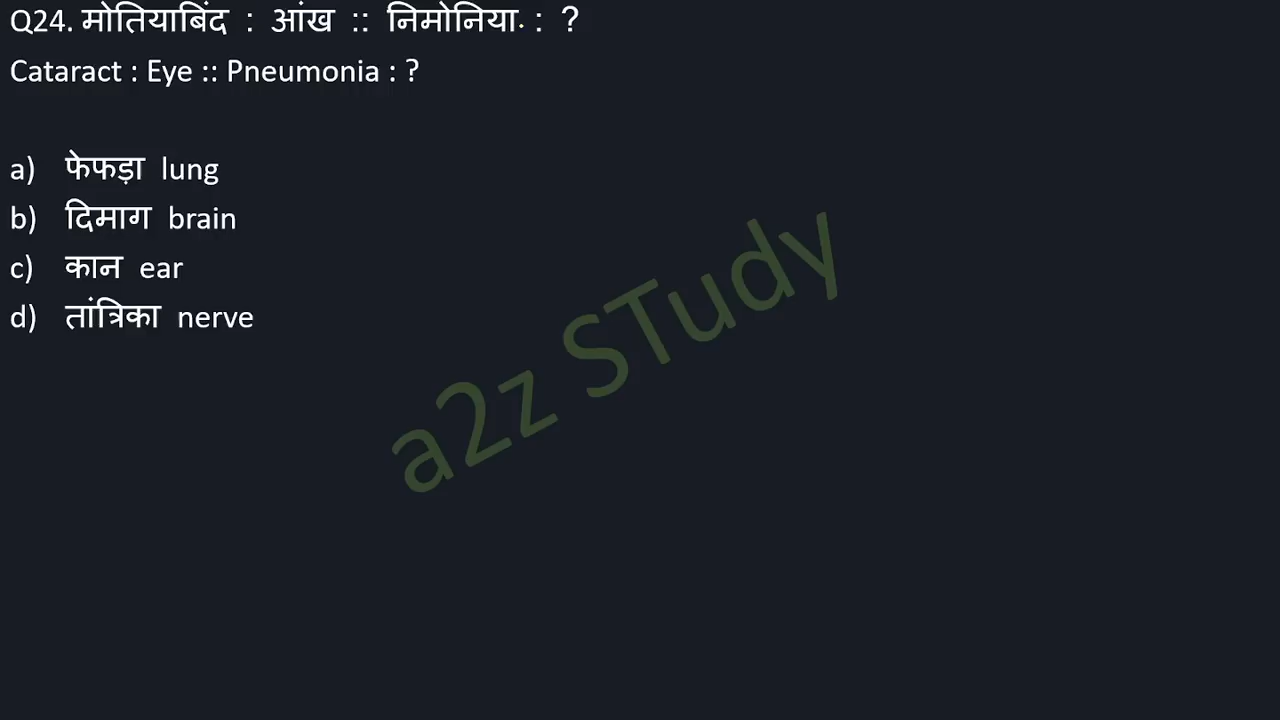 Q24. मोतियाबिंद : आंख :: निमोनिया : ?
Cataract : Eye :: Pneumonia : ?
a) फेफड़ा lung
b) दिमाग brain
c) कान ear
d) तांत्रिका nerve
a2z STudy